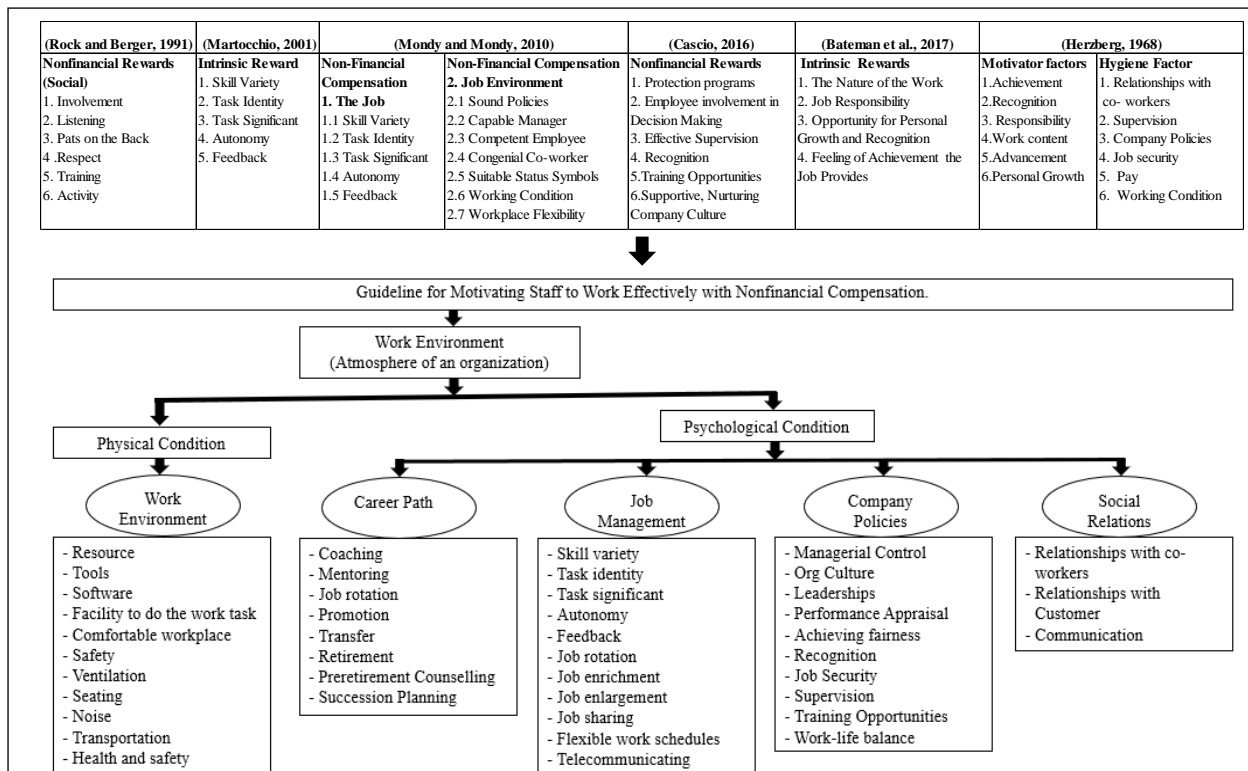 (Rock and Berger, 1991)
(Martocchio, 2001)
(Mondy and Mondy, 2010)
(Cascio, 2016)
(Bateman et al., 2017)
(Herzberg, 1968)
Nonfinancial Rewards
(Social)
1. Involvement
2. Listening
3. Pats on the Back
4 .Respect
5. Training
6. Activity
Intrinsic Reward
1. Skill Variety
2. Task Identity
3. Task Significant
4. Autonomy
5. Feedback
Non-Financial
Compensation
1. The Job
1.1 Skill Variety
1.2 Task Identity
1.3 Task Significant
1.4 Autonomy
1.5 Feedback
Non-Financial Compensation
2. Job Environment
2.1 Sound Policies
2.2 Capable Manager
2.3 Competent Employee
2.4 Congenial Co-worker
2.5 Suitable Status Symbols
2.6 Working Condition
2.7 Workplace Flexibility
Nonfinancial Rewards
1. Protection programs
2. Employee involvement in
Decision Making
3. Effective Supervision
4. Recognition
5.Training Opportunities
6.Supportive, Nurturing
Company Culture
Intrinsic Rewards
1. The Nature of the Work
2. Job Responsibility
3. Opportunity for Personal
Growth and Recognition
4. Feeling of Achievement the
Job Provides
Motivator factors
1.Achievement
2.Recognition
3. Responsibility
4.Work content
5.Advancement
6.Personal Growth
Hygiene Factor
1. Relationships with
co- workers
2. Supervision
3. Company Policies
4. Job security
5. Pay
6. Working Condition
Guideline for Motivating Staff to Work Effectively with Nonfinancial Compensation.
Work Environment
(Atmosphere of an organization)
Physical Condition
Psychological Condition
Work
Environment
- Resource
- Tools
- Software
- Facility to do the work task
- Comfortable workplace
- Safety
- Ventilation
- Seating
- Noise
- Transportation
- Health and safety
Career Path
- Coaching
- Mentoring
- Job rotation
- Promotion
- Transfer
- Retirement
- Preretirement Counselling
- Succession Planning
Job
Management
- Skill variety
- Task identity
- Task significant
- Autonomy
- Feedback
- Job rotation
- Job enrichment
- Job enlargement
- Job sharing
- Flexible work schedules
- Telecommunicating
Company
Policies
- Managerial Control
- Org Culture
- Leaderships
- Performance Appraisal
- Achieving fairness
- Recognition
- Job Security
- Supervision
- Training Opportunities
- Work-life balance
Social
Relations
- Relationships with co-
workers
- Relationships with
Customer
- Communication